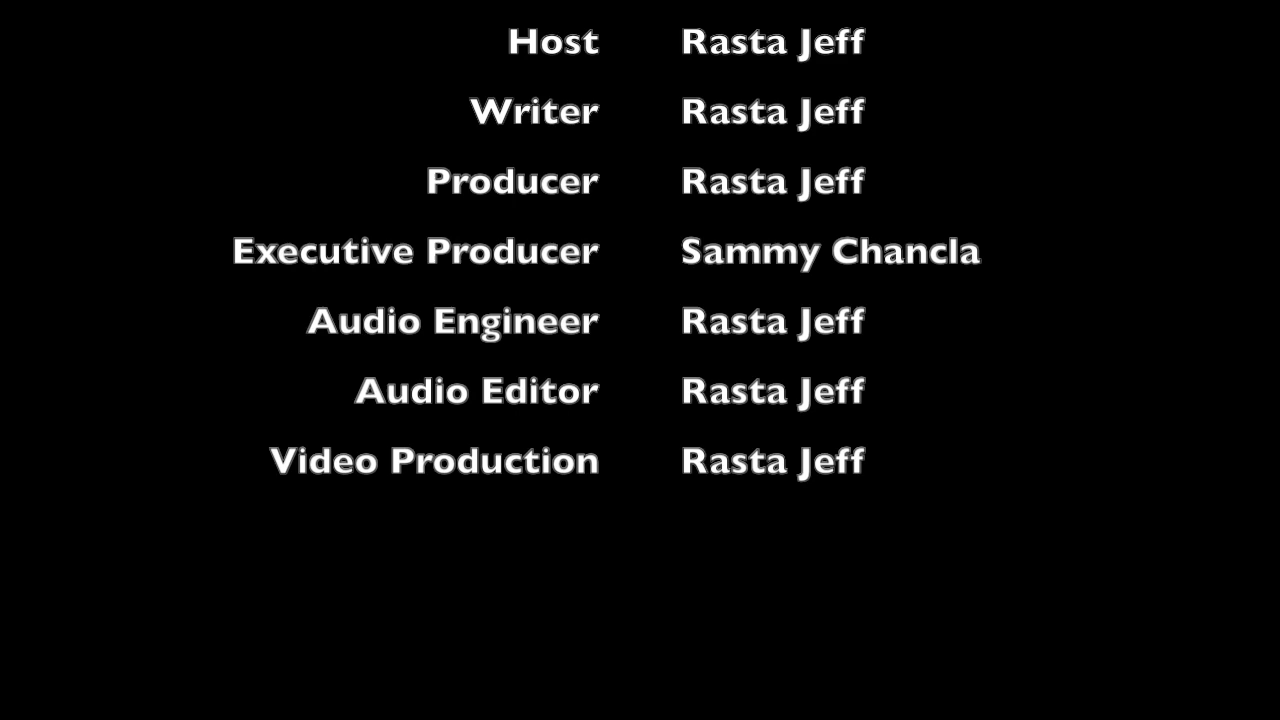 Host Rasta Jeff
Writer Rasta Jeff
Producer Rasta Jeff
Executive Producer Sammy Chancla
Audio Engineer Rasta Jeff
Audio Editor Rasta Jeff
Video Production Rasta Jeff